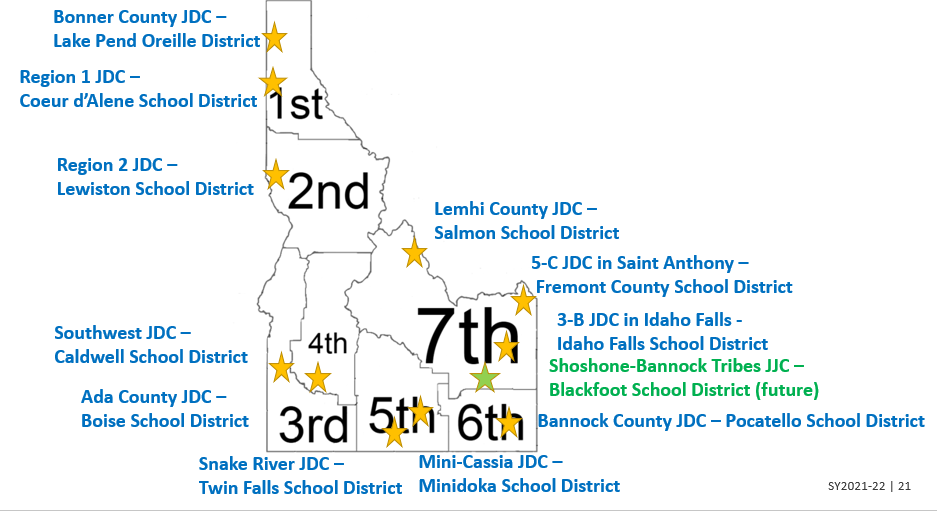 Bonner County JDC –
Lake Pend Oreille District
Region 1 JDC –
Coeur d’Alene School District
1st
Region 2 JDC –
Lewiston School District
2nd
Lemhi County JDC –
Salmon School District
5-C JDC in Saint Anthony –
Fremont County School District
7th
3-B JDC in Idaho Falls -
Idaho Falls School District
Shoshone-Bannock Tribes JJC –
Blackfoot School District (future)
Southwest JDC –
Caldwell School District
4th
Ada County JDC –
Boise School District
3rd
5th
6th
Bannock County JDC – Pocatello School District
Snake River JDC –
Twin Falls School District
Mini-Cassia JDC –
Minidoka School District
SY2021-22 | 21